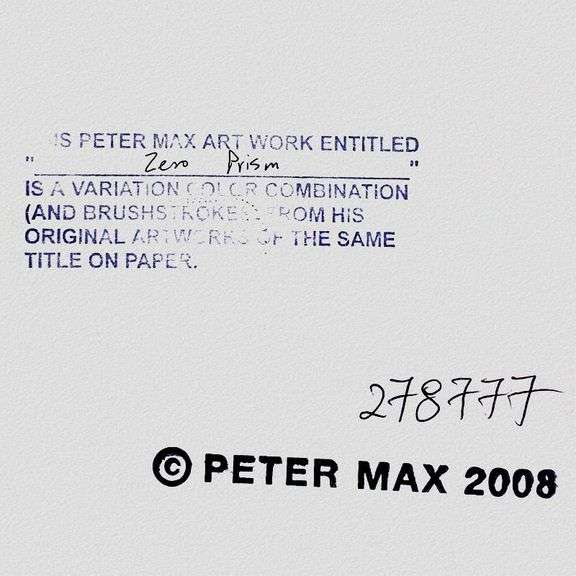 IS PETER MAX ART WORK ENTITLED
" Zero Prism "
IS A VARIATION COLOR COMBINATION
(AND BRUSHSTROKES) FROM HIS
ORIGINAL ARTWORKS OF THE SAME
TITLE ON PAPER.
278777
© PETER MAX 2008